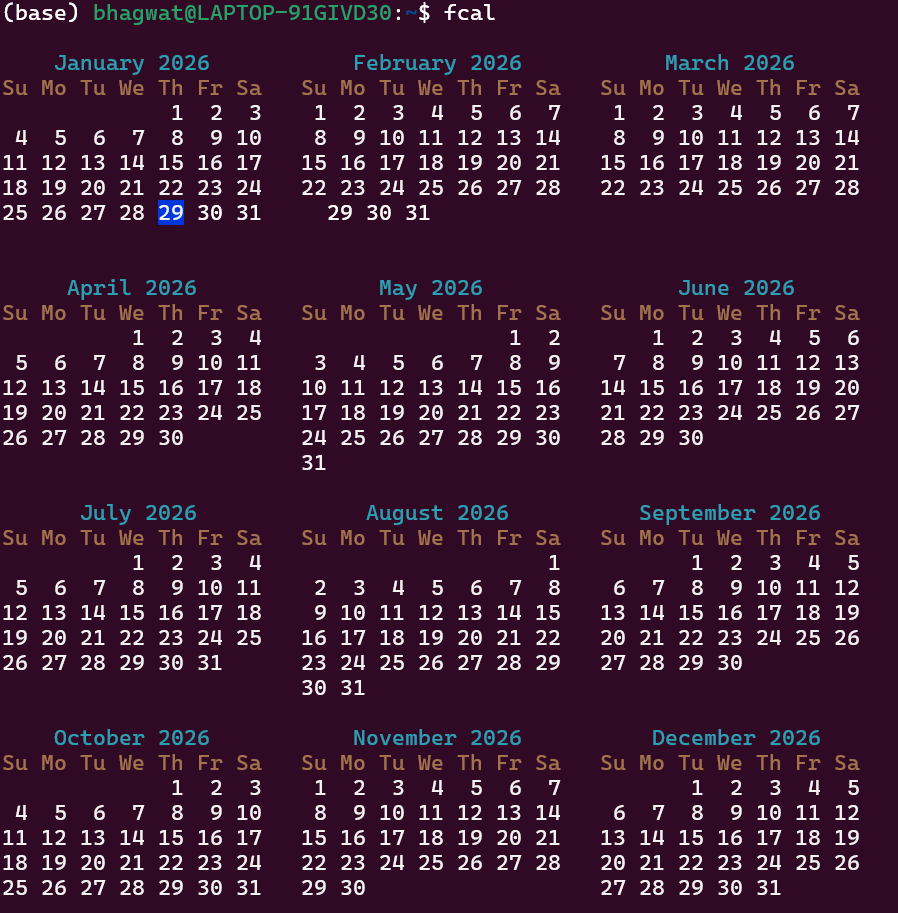 (base) bhagwat@LAPTOP-91GIVD30:~$ fcal
    January 2026           February 2026           March 2026
Su Mo Tu We Th Fr Sa   Su Mo Tu We Th Fr Sa   Su Mo Tu We Th Fr Sa
             1  2  3    1  2  3  4  5  6  7    1  2  3  4  5  6  7
 4  5  6  7  8  9 10    8  9 10 11 12 13 14    8  9 10 11 12 13 14
11 12 13 14 15 16 17   15 16 17 18 19 20 21   15 16 17 18 19 20 21
18 19 20 21 22 23 24   22 23 24 25 26 27 28   22 23 24 25 26 27 28
25 26 27 28 29 30 31     29 30 31
     April 2026              May 2026               June 2026
Su Mo Tu We Th Fr Sa   Su Mo Tu We Th Fr Sa   Su Mo Tu We Th Fr Sa
          1  2  3  4                   1  2       1  2  3  4  5  6
 5  6  7  8  9 10 11    3  4  5  6  7  8  9    7  8  9 10 11 12 13
12 13 14 15 16 17 18   10 11 12 13 14 15 16   14 15 16 17 18 19 20
19 20 21 22 23 24 25   17 18 19 20 21 22 23   21 22 23 24 25 26 27
26 27 28 29 30         24 25 26 27 28 29 30   28 29 30
                       31
      July 2026             August 2026          September 2026
Su Mo Tu We Th Fr Sa   Su Mo Tu We Th Fr Sa   Su Mo Tu We Th Fr Sa
          1  2  3  4                      1          1  2  3  4  5
 5  6  7  8  9 10 11    2  3  4  5  6  7  8    6  7  8  9 10 11 12
12 13 14 15 16 17 18    9 10 11 12 13 14 15   13 14 15 16 17 18 19
19 20 21 22 23 24 25   16 17 18 19 20 21 22   20 21 22 23 24 25 26
26 27 28 29 30 31      23 24 25 26 27 28 29   27 28 29 30
                       30 31
    October 2026           November 2026          December 2026
Su Mo Tu We Th Fr Sa   Su Mo Tu We Th Fr Sa   Su Mo Tu We Th Fr Sa
             1  2  3    1  2  3  4  5  6  7          1  2  3  4  5
 4  5  6  7  8  9 10    8  9 10 11 12 13 14    6  7  8  9 10 11 12
11 12 13 14 15 16 17   15 16 17 18 19 20 21   13 14 15 16 17 18 19
18 19 20 21 22 23 24   22 23 24 25 26 27 28   20 21 22 23 24 25 26
25 26 27 28 29 30 31   29 30                  27 28 29 30 31